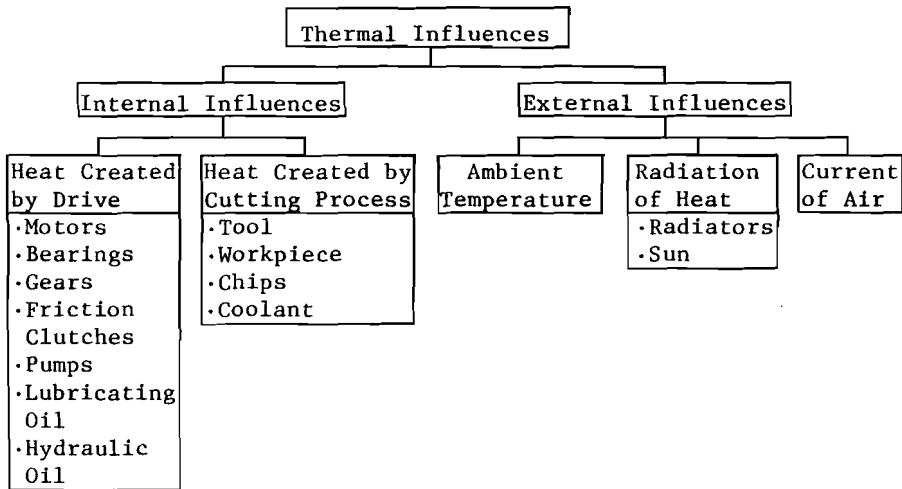 Thermal Influences
Internal Influences
External Influences
Heat Created
by Drive
·Motors
·Bearings
·Gears
·Friction
Clutches
·Pumps
·Lubricating
Oil
·Hydraulic
Oil
Heat Created by
Cutting Process
·Tool
·Workpiece
·Chips
·Coolant
Ambient
Temperature
Radiation
of Heat
·Radiators
·Sun
Current
of Air